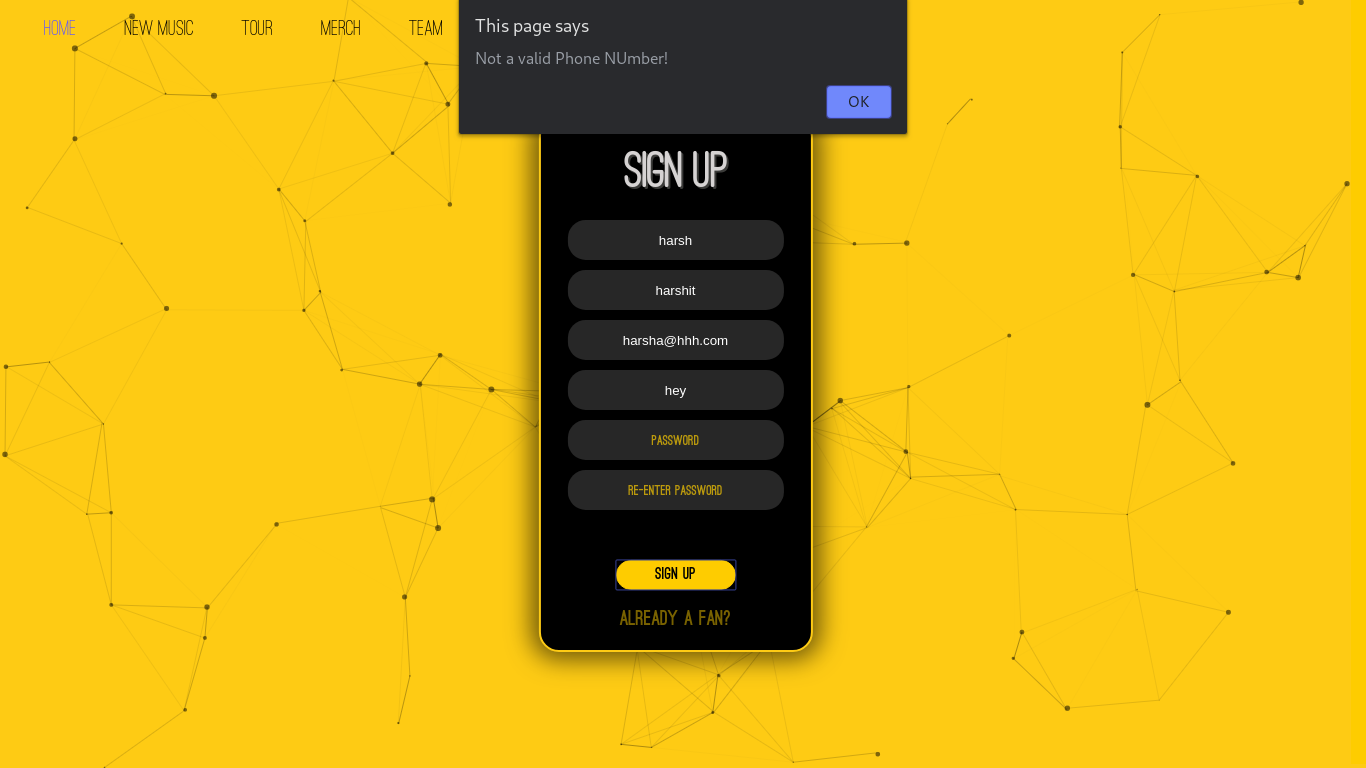 HOME NEW MUSIC TOUR MERCH TEAM
This page says
Not a valid Phone NUmber!
OK
SIGN UP
harsh
harshit
harsha@hhh.com
hey
PASSWORD
RE-ENTER PASSWORD
SIGN UP
ALREADY A FAN?